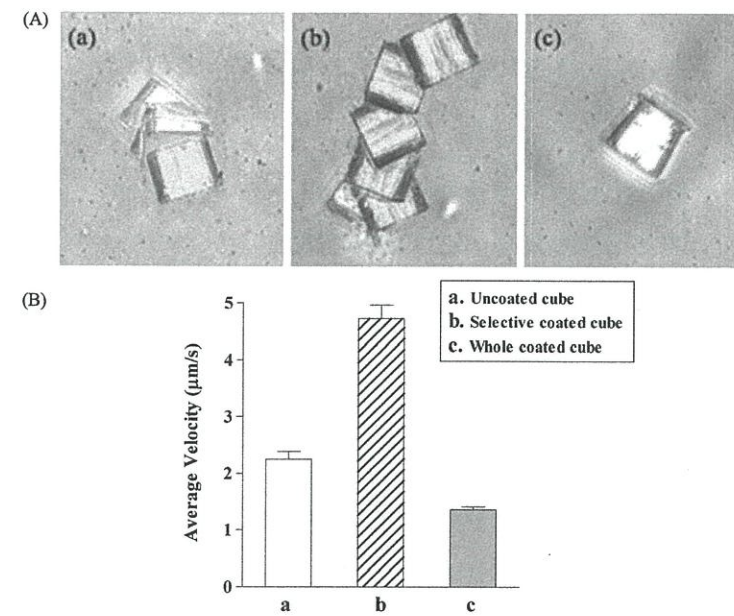 (A)
(a)
(b)
(c)
(B)
a. Uncoated cube
b. Selective coated cube
c. Whole coated cube
Average Velocity (μm/s)
5
4
3
2
1
0
a
b
c